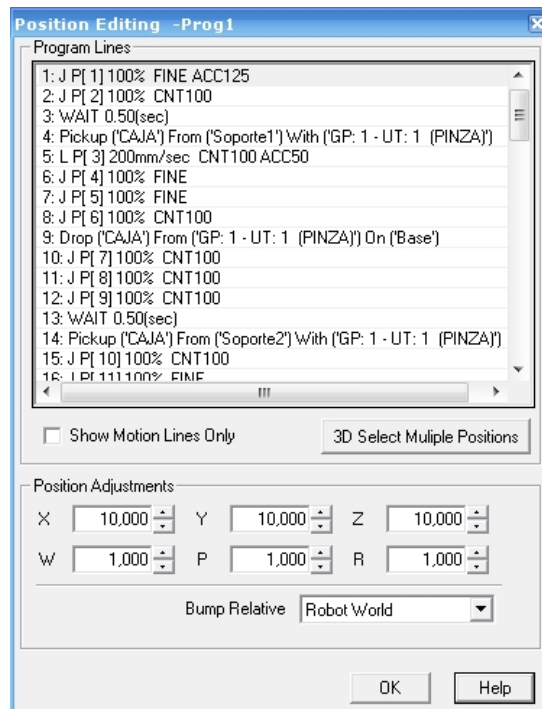 Position Editing  -Prog1
Program Lines
1: J P[ 1] 100%  FINE ACC125
2: J P[ 2] 100%  CNT100
3: WAIT 0.50(sec)
4: Pickup ('CAJA') From ('Soporte1') With ('GP: 1 - UT: 1  (PINZA)')
5: L P[ 3] 200mm/sec  CNT100 ACC50
6: J P[ 4] 100%  FINE
7: J P[ 5] 100%  FINE
8: J P[ 6] 100%  CNT100
9: Drop ('CAJA') From ('GP: 1 - UT: 1  (PINZA)') On ('Base')
10: J P[ 7] 100%  CNT100
11: J P[ 8] 100%  CNT100
12: J P[ 9] 100%  CNT100
13: WAIT 0.50(sec)
14: Pickup ('CAJA') From ('Soporte2') With ('GP: 1 - UT: 1  (PINZA)')
15: J P[ 10] 100%  CNT100
16: J P[ 11] 100%  FINE
Show Motion Lines Only
3D Select Muliple Positions
Position Adjustments
X 10,000 Y 10,000 Z 10,000
W 1,000 P 1,000 R 1,000
Bump Relative Robot World
OK Help